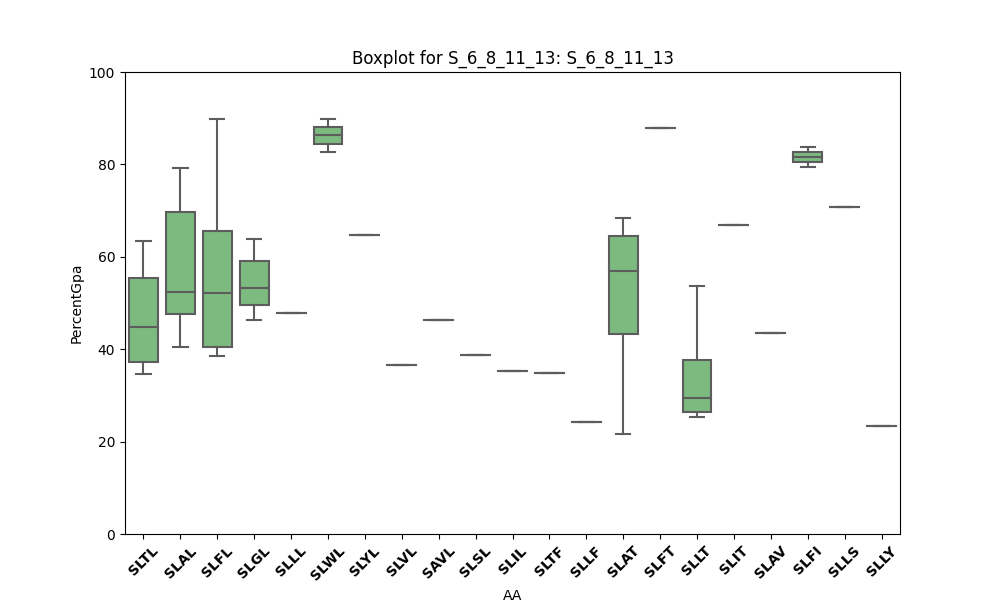 Boxplot for S_6_8_11_13: S_6_8_11_13
PercentGpa
100
80
60
40
20
0
SLTL
SLAL
SLFL
SLGL
SLLL
SLWL
SLYL
SLVL
SAVL
SLSL
SLIL
SLTF
SLLF
SLAT
SLFT
SLLT
SLIT
SLAV
SLFI
SLLS
SLLY
AA